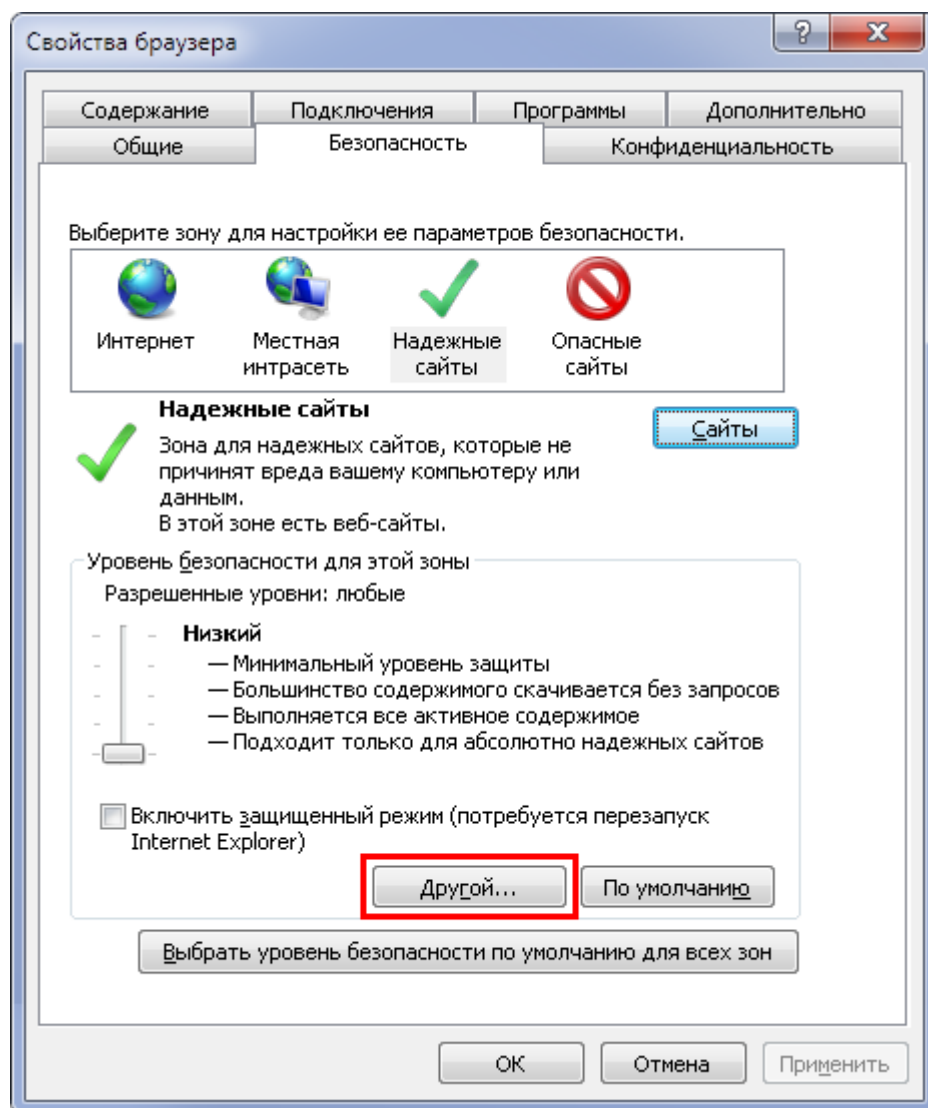 Свойства браузера
Содержание Подключения Программы Дополнительно
Общие Безопасность Конфиденциальность
Выберите зону для настройки ее параметров безопасности.
Интернет Местная интрасеть Надежные сайты Опасные сайты
Надежные сайты
Сайты
Зона для надежных сайтов, которые не
причинят вреда вашему компьютеру или
данным.
В этой зоне есть веб-сайты.
Уровень безопасности для этой зоны
Разрешенные уровни: любые
Низкий
— Минимальный уровень защиты
— Большинство содержимого скачивается без запросов
— Выполняется все активное содержимое
— Подходит только для абсолютно надежных сайтов
Включить защищенный режим (потребуется перезапуск
Internet Explorer)
Другой... По умолчанию
Выбрать уровень безопасности по умолчанию для всех зон
ОК Отмена Применить